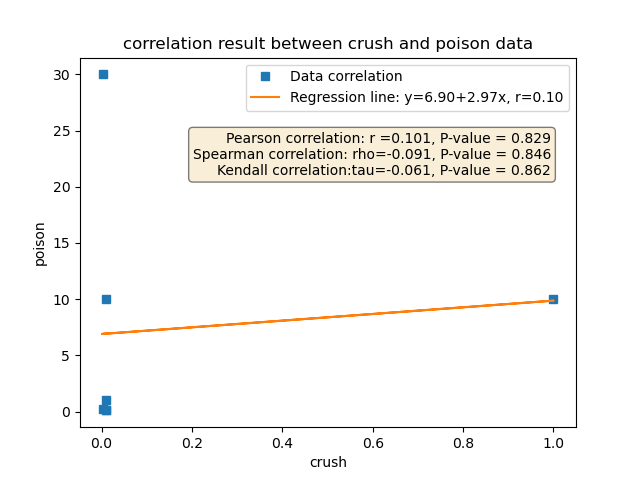 correlation result between crush and poison data
Data correlation
Regression line: y=6.90+2.97x, r=0.10
Pearson correlation: r =0.101, P-value = 0.829
Spearman correlation: rho=-0.091, P-value = 0.846
Kendall correlation:tau=-0.061, P-value = 0.862
30
25
20
15
10
5
0
poison
0.0 0.2 0.4 0.6 0.8 1.0
crush